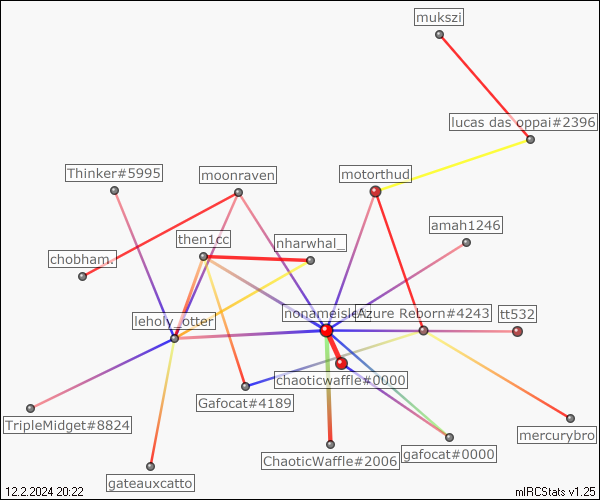 mukszi
lucas das oppai#2396
Thinker#5995
moonraven
motorthud
amah1246
then1cc
nharwhal_
chobham.
leholy_otter
Azure Reborn#4243
tt532
chaoticwaffle#0000
Gafocat#4189
TripleMidget#8824
mercurybro
ChaoticWaffle#2006
gafocat#0000
gateauxcatto
12.2.2024 20:22
mIRCStats v1.25